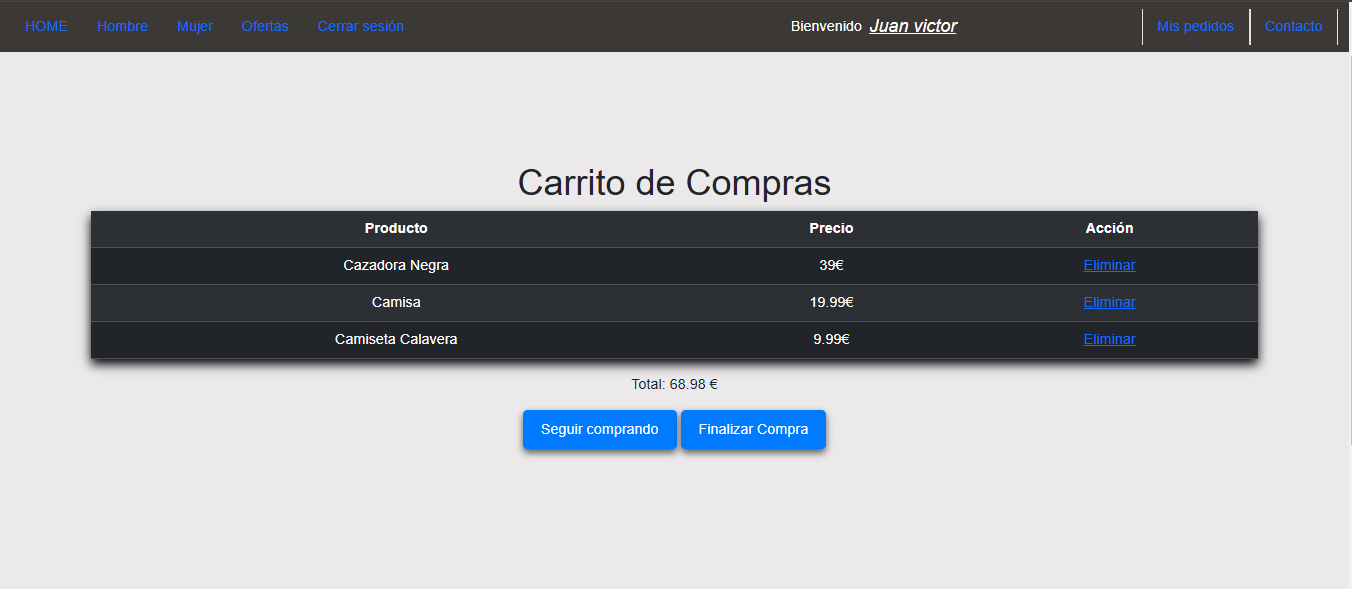 HOME Hombre Mujer Ofertas Cerrar sesión Bienvenido Juan victor Mis pedidos Contacto
Carrito de Compras
Producto Precio Acción
Cazadora Negra 39€ Eliminar
Camisa 19.99€ Eliminar
Camiseta Calavera 9.99€ Eliminar
Total: 68.98 €
Seguir comprando Finalizar Compra